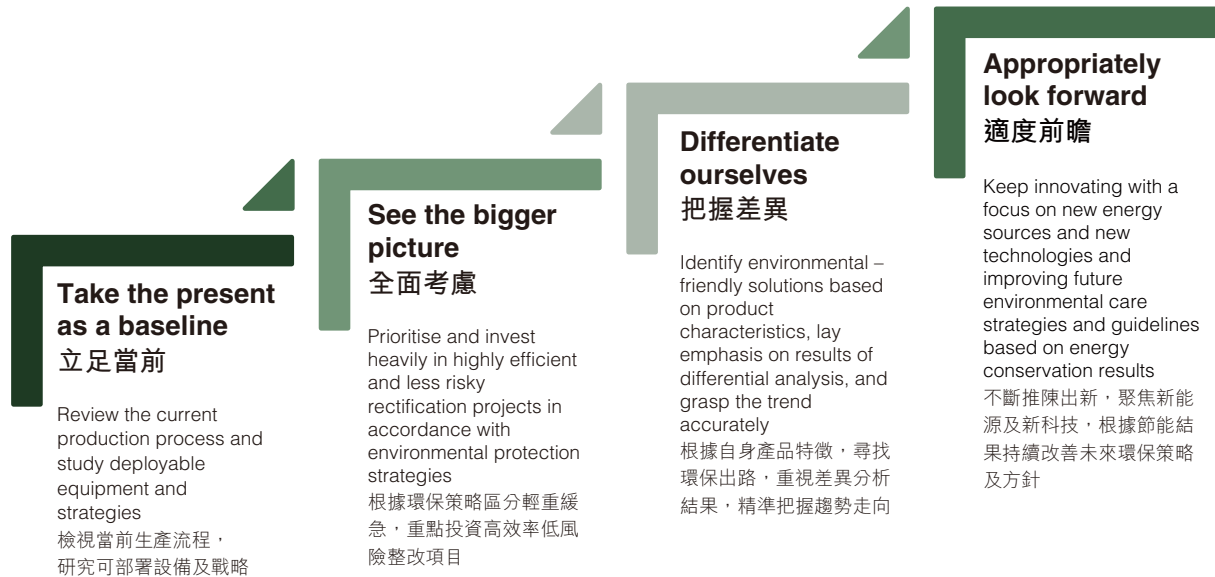 Take the present
as a baseline
立足當前
Review the current
production process and
study deployable
equipment and
strategies
檢視當前生產流程，
研究可部署設備及戰略
See the bigger
picture
全面考慮
Prioritise and invest
heavily in highly efficient
and less risky
rectification projects in
accordance with
environmental protection
strategies
根據環保策略區分輕重緩
急，重點投資高效率低風
險整改項目
Differentiate
ourselves
把握差異
Identify environmental –
friendly solutions based
on product
characteristics, lay
emphasis on results of
differential analysis, and
grasp the trend
accurately
根據自身產品特徵，尋找
環保出路，重視差異分析
結果，精準把握趨勢走向
Appropriately
look forward
適度前瞻
Keep innovating with a
focus on new energy
sources and new
technologies and
improving future
environmental care
strategies and guidelines
based on energy
conservation results
不斷推陳出新，聚焦新能
源及新科技，根據節能結
果持續改善未來環保策略
及方針